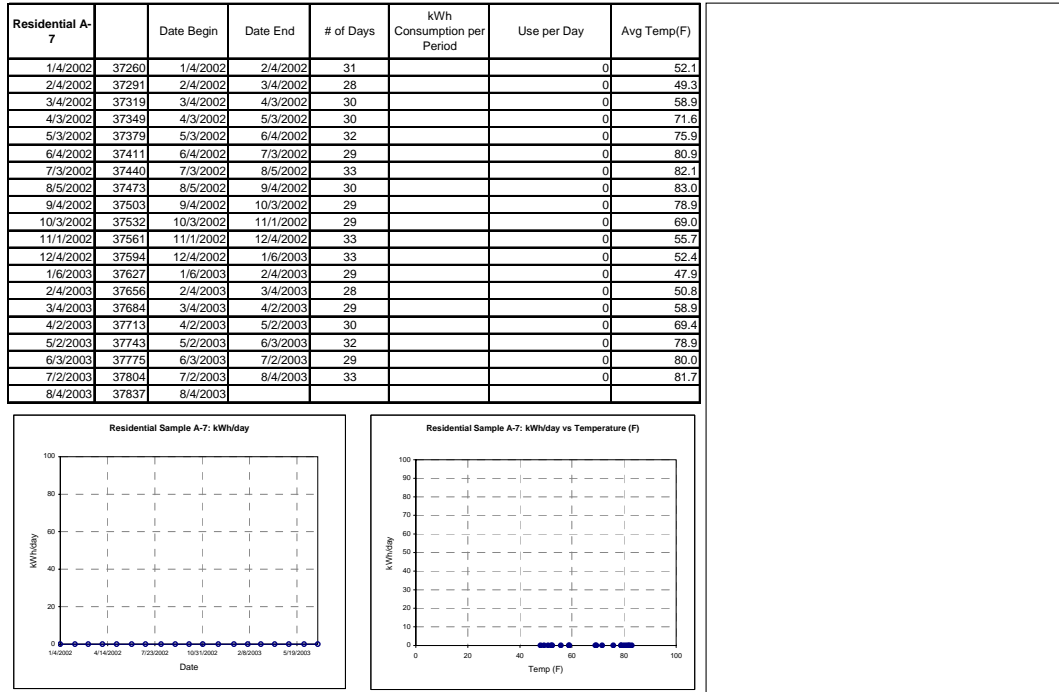 Residential A-7 Date Begin Date End # of Days kWh Consumption per Period Use per Day Avg Temp(F)
1/4/2002 37260 1/4/2002 2/4/2002 31 0 52.1
2/4/2002 37291 2/4/2002 3/4/2002 28 0 49.3
3/4/2002 37319 3/4/2002 4/3/2002 30 0 58.9
4/3/2002 37349 4/3/2002 5/3/2002 30 0 71.6
5/3/2002 37379 5/3/2002 6/4/2002 32 0 75.9
6/4/2002 37411 6/4/2002 7/3/2002 29 0 80.9
7/3/2002 37440 7/3/2002 8/5/2002 33 0 82.1
8/5/2002 37473 8/5/2002 9/4/2002 30 0 83.0
9/4/2002 37503 9/4/2002 10/3/2002 29 0 78.9
10/3/2002 37532 10/3/2002 11/1/2002 29 0 69.0
11/1/2002 37561 11/1/2002 12/4/2002 33 0 55.7
12/4/2002 37594 12/4/2002 1/6/2003 33 0 52.4
1/6/2003 37627 1/6/2003 2/4/2003 29 0 47.9
2/4/2003 37656 2/4/2003 3/4/2003 28 0 50.8
3/4/2003 37684 3/4/2003 4/2/2003 29 0 58.9
4/2/2003 37713 4/2/2003 5/2/2003 30 0 69.4
5/2/2003 37743 5/2/2003 6/3/2003 32 0 78.9
6/3/2003 37775 6/3/2003 7/2/2003 29 0 80.0
7/2/2003 37804 7/2/2003 8/4/2003 33 0 81.7
8/4/2003 37837 8/4/2003
Residential Sample A-7: kWh/day
100
80
60
40
20
0
kWh/day
1/4/2002 4/14/2002 7/23/2002 10/31/2002 2/8/2003 5/19/2003
Date
Residential Sample A-7: kWh/day vs Temperature (F)
100
90
80
70
60
50
40
30
20
10
0
kWh/day
0 20 40 60 80 100
Temp (F)